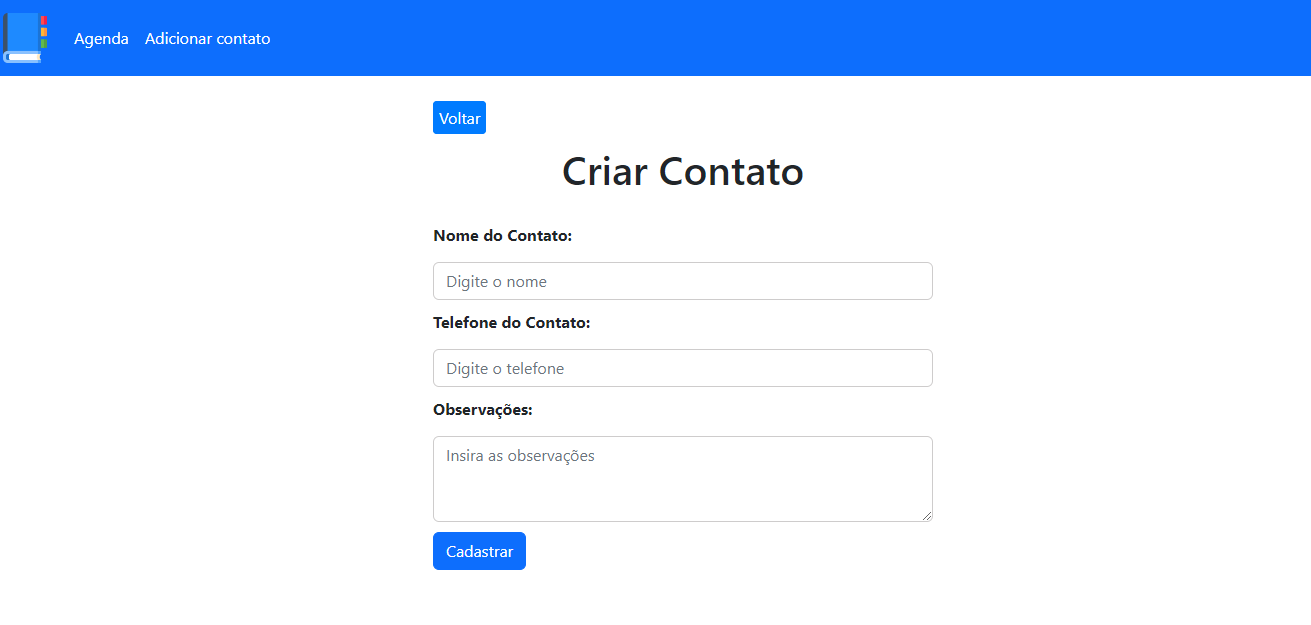 Agenda Adicionar contato
Voltar
Criar Contato
Nome do Contato:
Digite o nome
Telefone do Contato:
Digite o telefone
Observações:
Insira as observações
Cadastrar